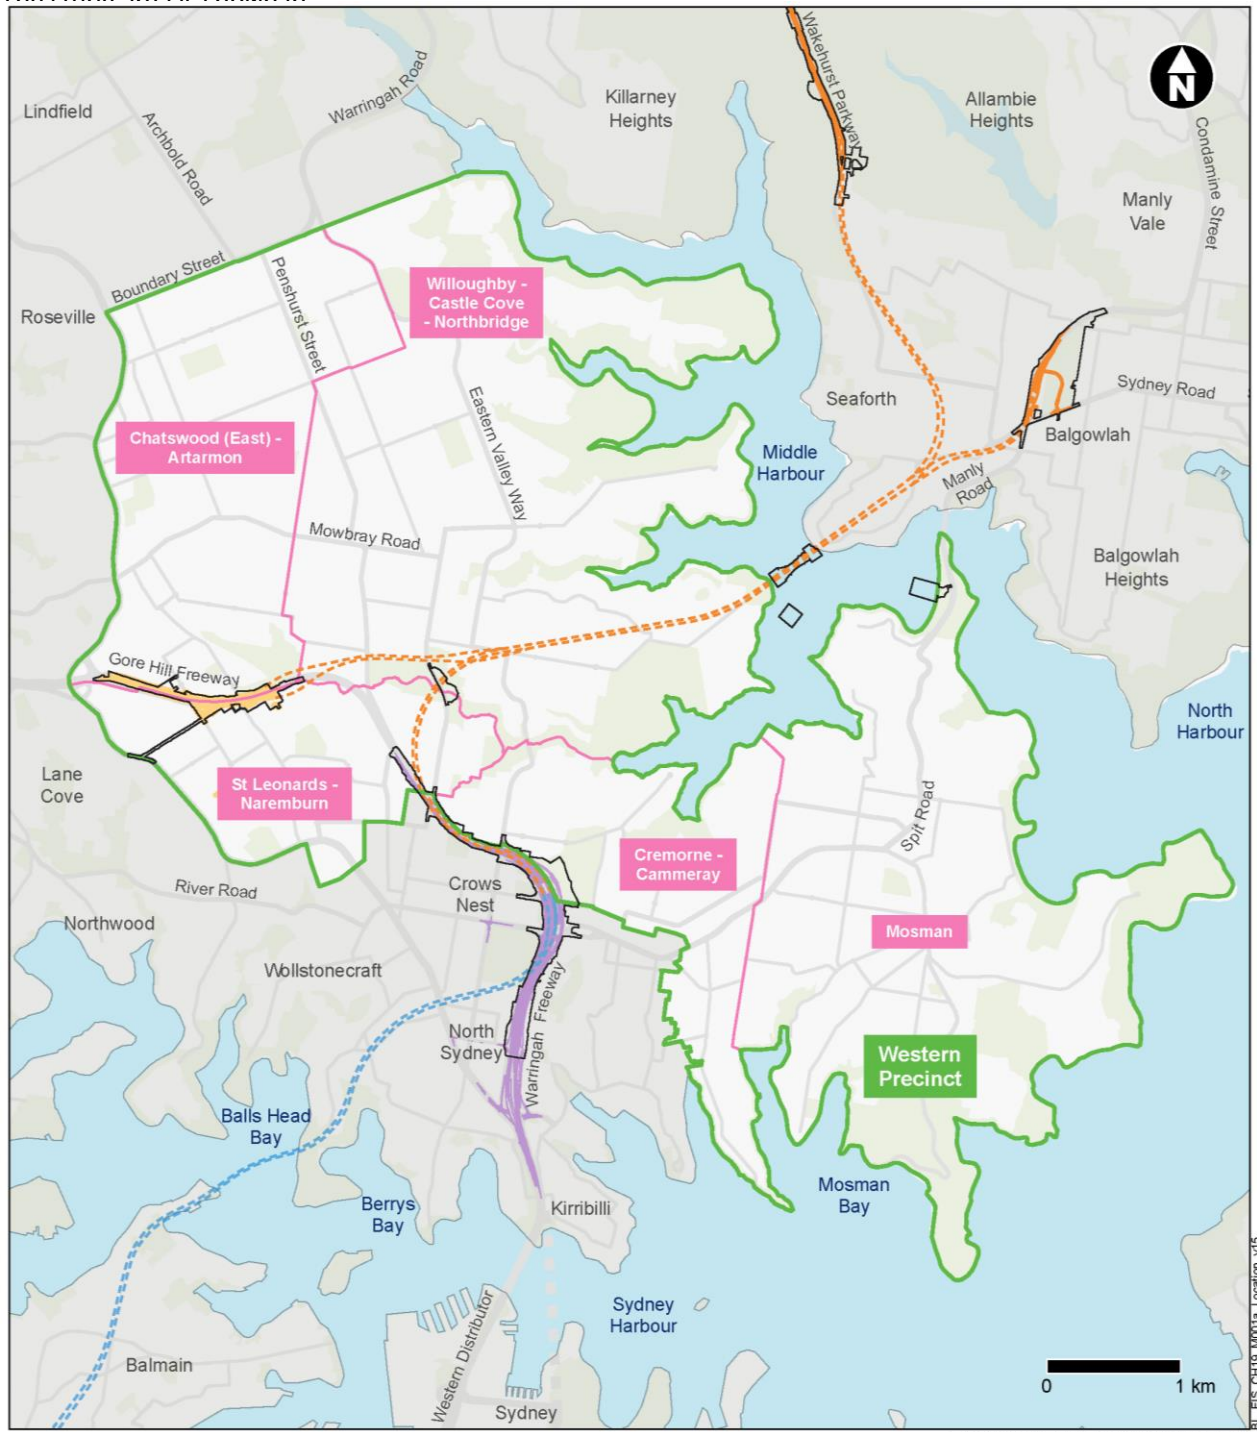 N
Wakehurst Parkway
Warringah Road
Killarney
Heights
Allambie
Heights
Lindfield
Archbold Road
Condamine Street
Manly
Vale
Boundary Street
Penshurst Street
Willoughby -
Castle Cove
- Northbridge
Roseville
Seaforth
Sydney Road
Eastern Valley Way
Chatswood (East) -
Artarmon
Balgowlah
Middle
Harbour
Manly
Road
Mowbray Road
Balgowlah
Heights
Gore Hill Freeway
North
Harbour
Lane
Cove
St Leonards -
Naremburn
Spit Road
Cremorne -
Cammeray
River Road
Crows
Nest
Northwood
Mosman
Wollstonecraft
Warringah Freeway
North
Sydney
Western
Precinct
Balls Head
Bay
Berrys
Bay
Kirribilli
Mosman
Bay
Sydney
Harbour
Western Distributor
Balmain
Sydney
0 1 km